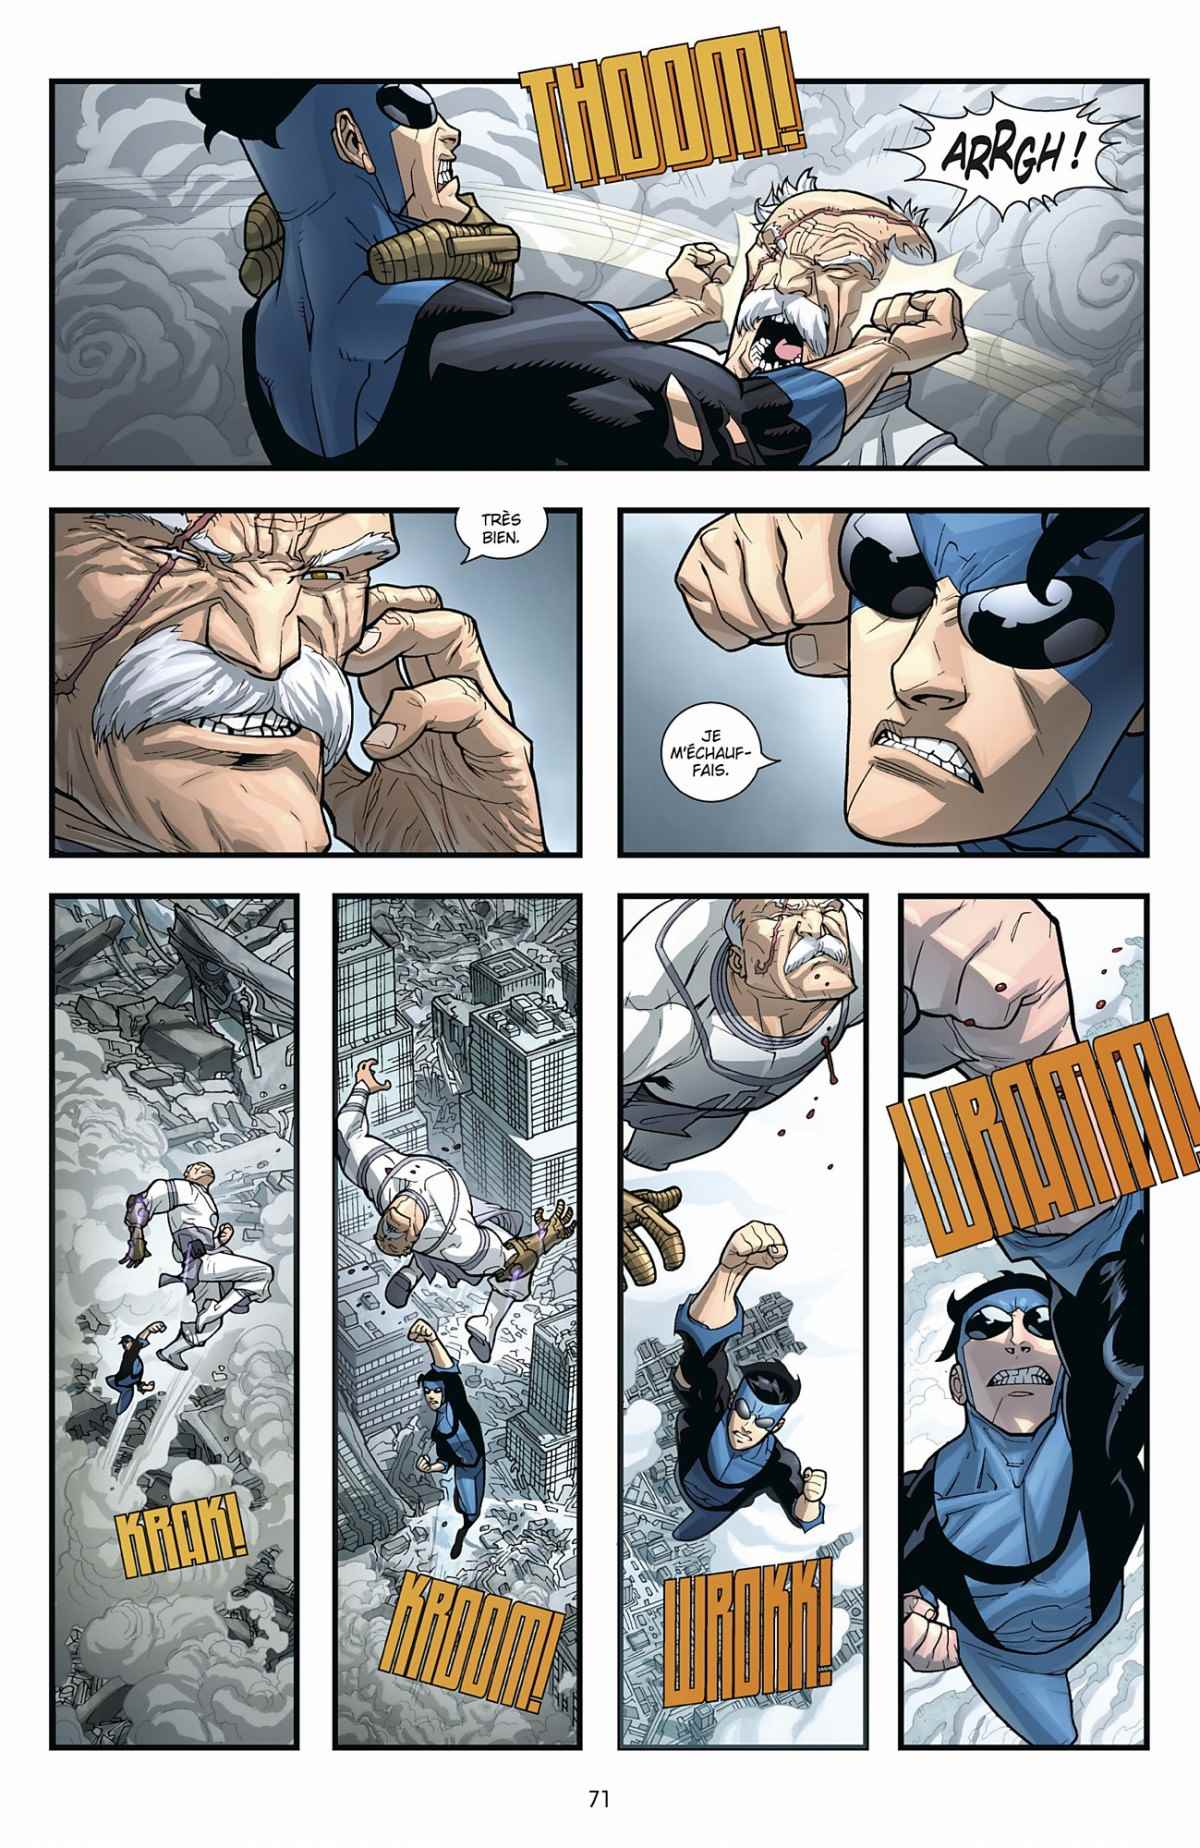 THOOM!
ARRGH !
TRÈS
BIEN.
JE
M'ÉCHAUF-
FAIS.
KRAK!
KROOM!
WROKK!
WRAMM!
71